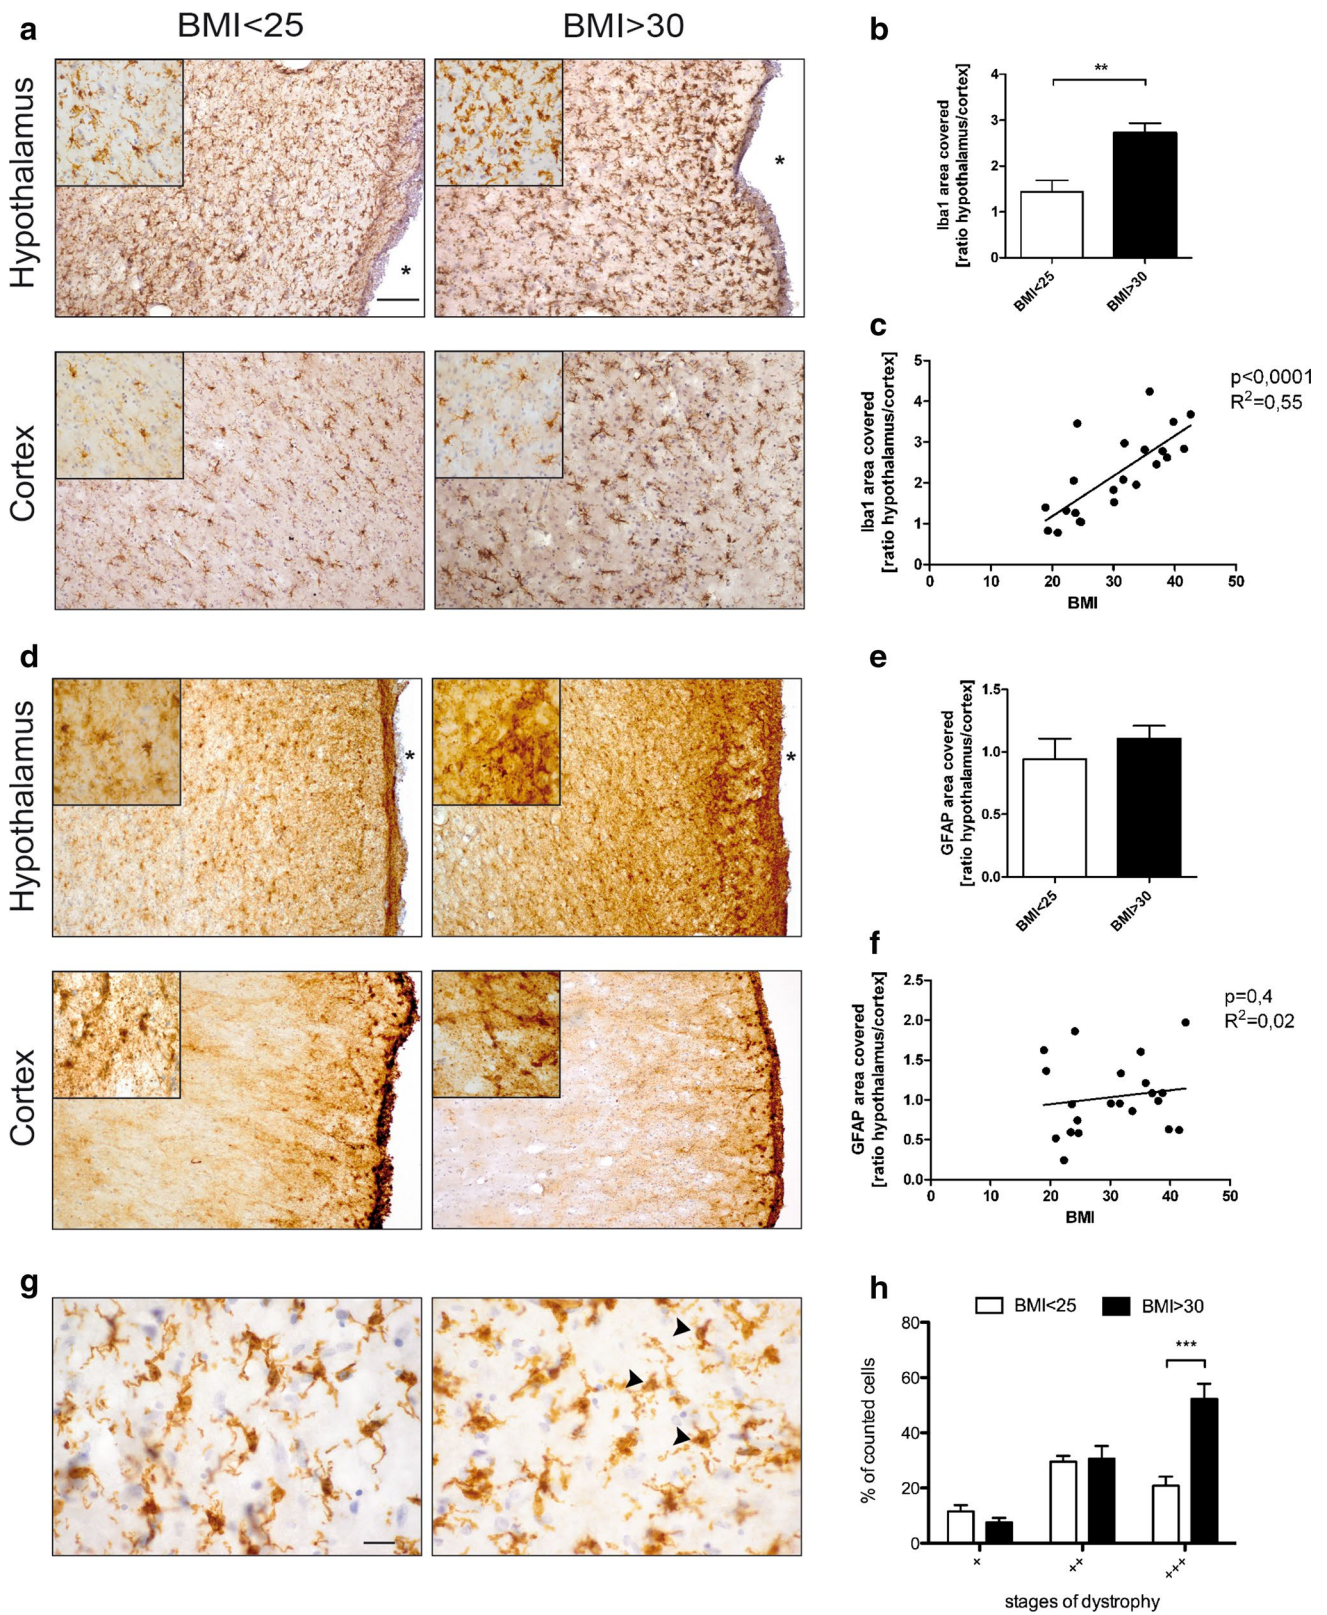 a
BMI<25
BMI>30
Hypothalamus
*
*
Cortex
b
Iba1 area covered
[ratio hypothalamus/cortex]
4
3
2
1
0
**
BMI<25
BMI>30
c
Iba1 area covered
[ratio hypothalamus/cortex]
5
4
3
2
1
0
0 10 20 30 40 50
BMI
p<0,0001
R²=0,55
d
Hypothalamus
*
*
Cortex
e
GFAP area covered
[ratio hypothalamus/cortex]
1.5
1.0
0.5
0.0
BMI<25
BMI>30
f
GFAP area covered
[ratio hypothalamus/cortex]
2.5
2.0
1.5
1.0
0.5
0.0
0 10 20 30 40 50
BMI
p=0,4
R²=0,02
g
h
BMI<25 BMI>30
% of counted cells
80
60
40
20
0
***
+ ++ +++
stages of dystrophy